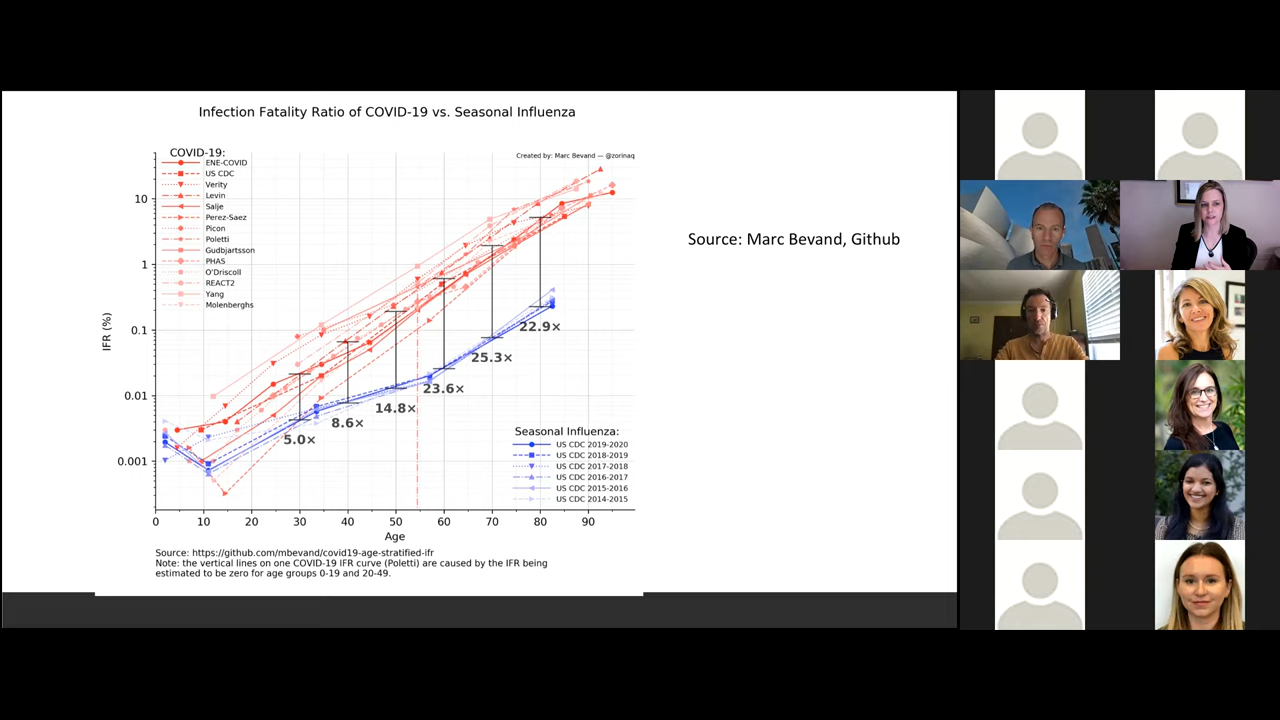 Infection Fatality Ratio of COVID-19 vs. Seasonal Influenza
Created by: Marc Bevand — @zorinaq
COVID-19:
ENE-COVID
US CDC
Verity
Levin
Salje
Perez-Saez
Picon
Poletti
Gudbjartsson
PHAS
O'Driscoll
REACT2
Yang
Molenberghs
IFR (%)
10
1
0.1
0.01
0.001
5.0×
8.6×
14.8×
23.6×
25.3×
22.9×
Seasonal Influenza:
US CDC 2019-2020
US CDC 2018-2019
US CDC 2017-2018
US CDC 2016-2017
US CDC 2015-2016
US CDC 2014-2015
0 10 20 30 40 50 60 70 80 90
Age
Source: https://github.com/mbevand/covid19-age-stratified-ifr
Note: the vertical lines on one COVID-19 IFR curve (Poletti) are caused by the IFR being
estimated to be zero for age groups 0-19 and 20-49.
Source: Marc Bevand, Github